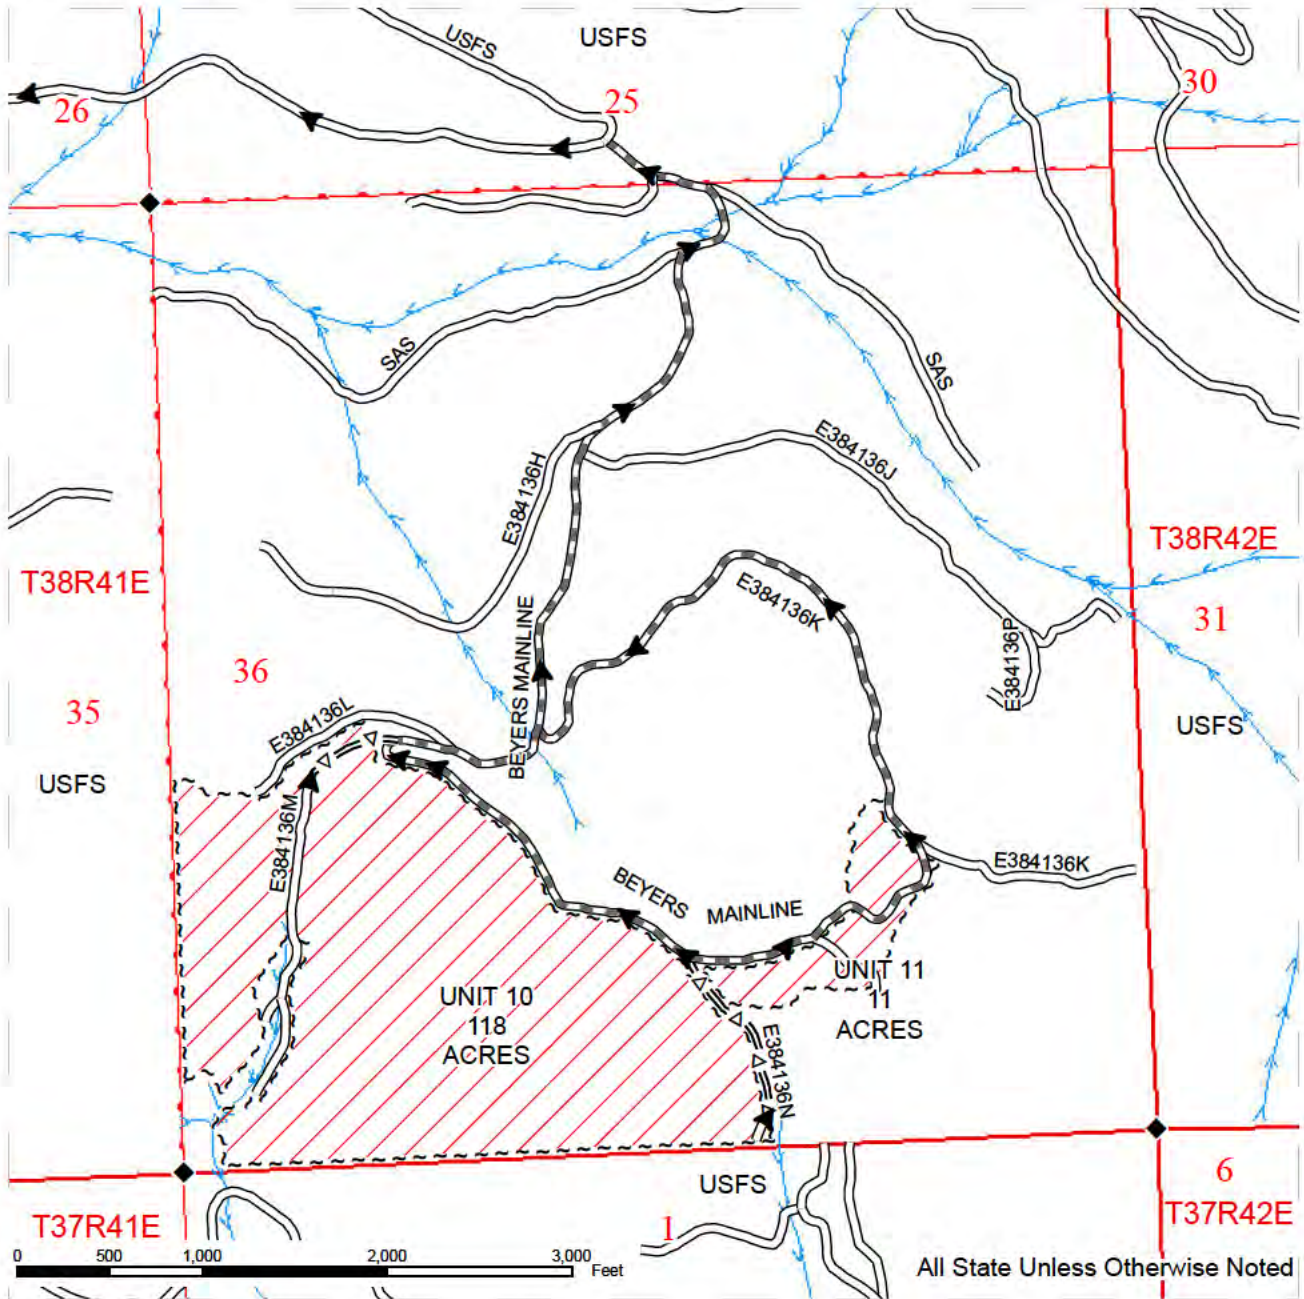 USFS
USFS
25
26
30
SAS
SAS
E384136J
E384136H
T38R42E
T38R41E
E384136K
31
E384136P
BEYERS MAINLINE
36
35
E384136L
USFS
USFS
E384136M
E384136K
BEYERS
MAINLINE
UNIT 10
118
ACRES
UNIT 11
11
ACRES
E384136N
USFS
6
T37R41E
1
T37R42E
0 500 1,000 2,000 3,000
Feet
All State Unless Otherwise Noted